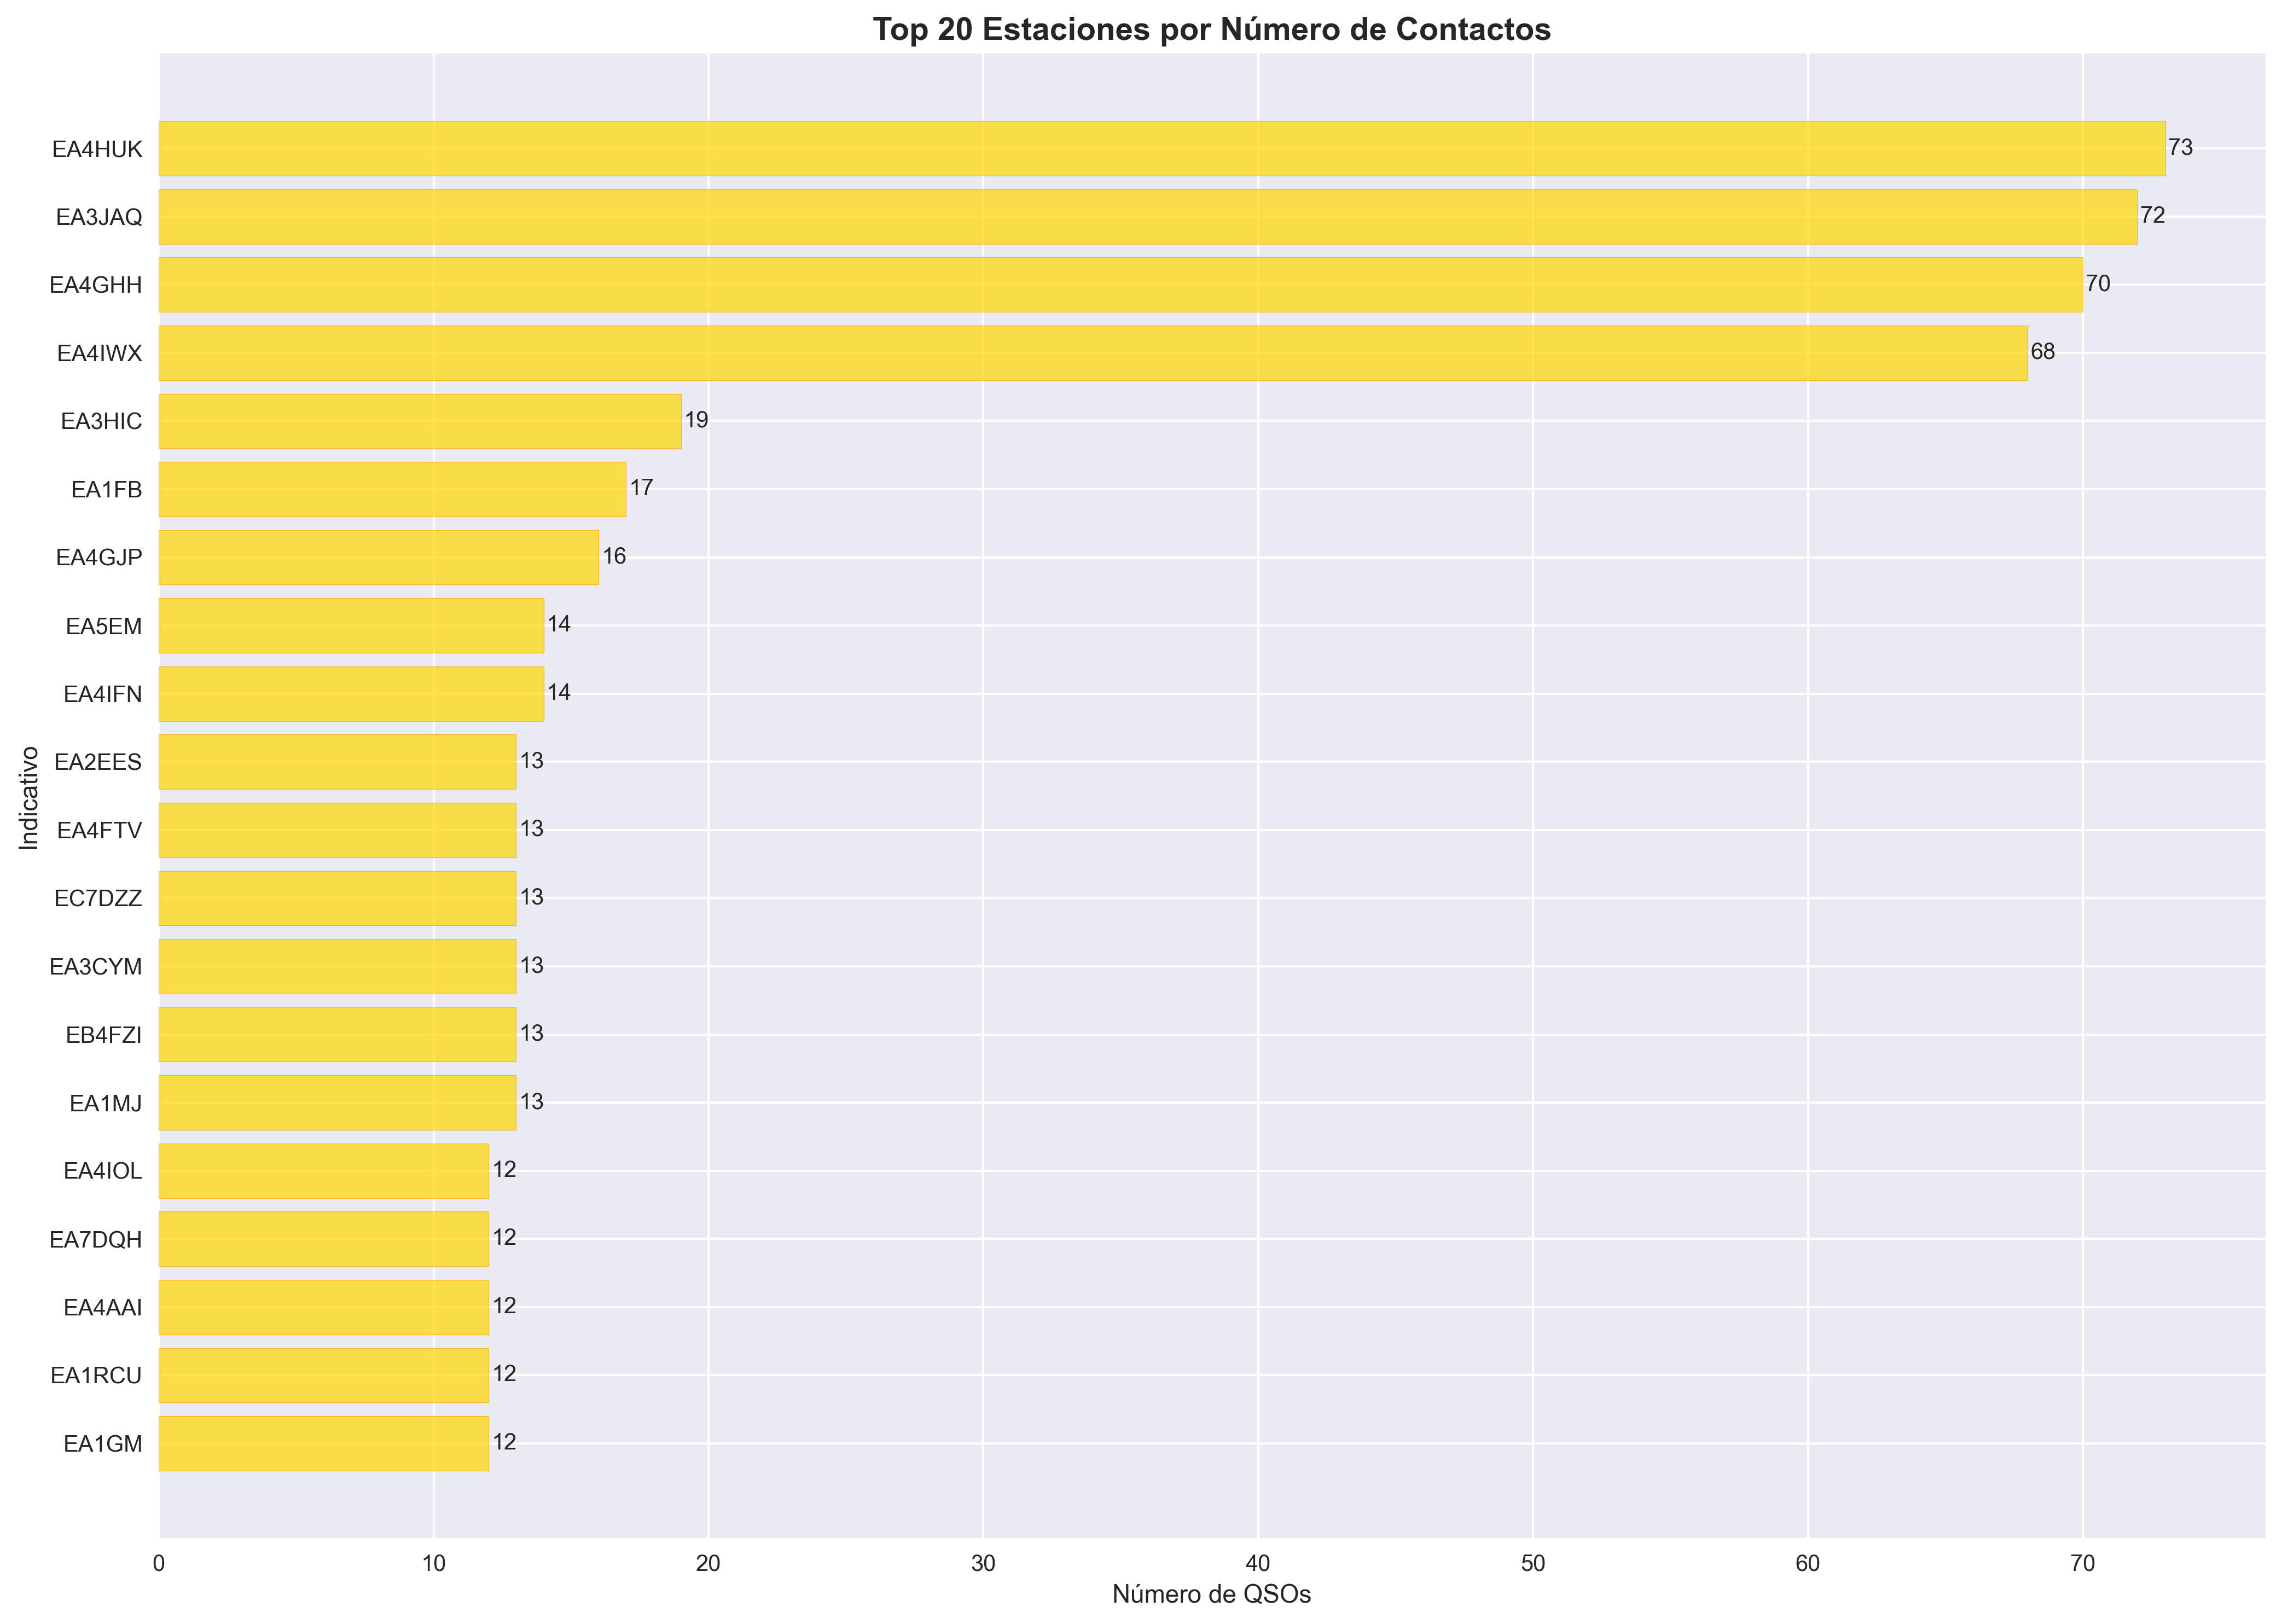 Top 20 Estaciones por Número de Contactos
EA4HUK 73
EA3JAQ 72
EA4GHH 70
EA4IWX 68
EA3HIC 19
EA1FB 17
EA4GJP 16
EA5EM 14
EA4IFN 14
EA2EES 13
EA4FTV 13
EC7DZZ 13
EA3CYM 13
EB4FZI 13
EA1MJ 13
EA4IOL 12
EA7DQH 12
EA4AAI 12
EA1RCU 12
EA1GM 12
Indicativo
0 10 20 30 40 50 60 70
Número de QSOs